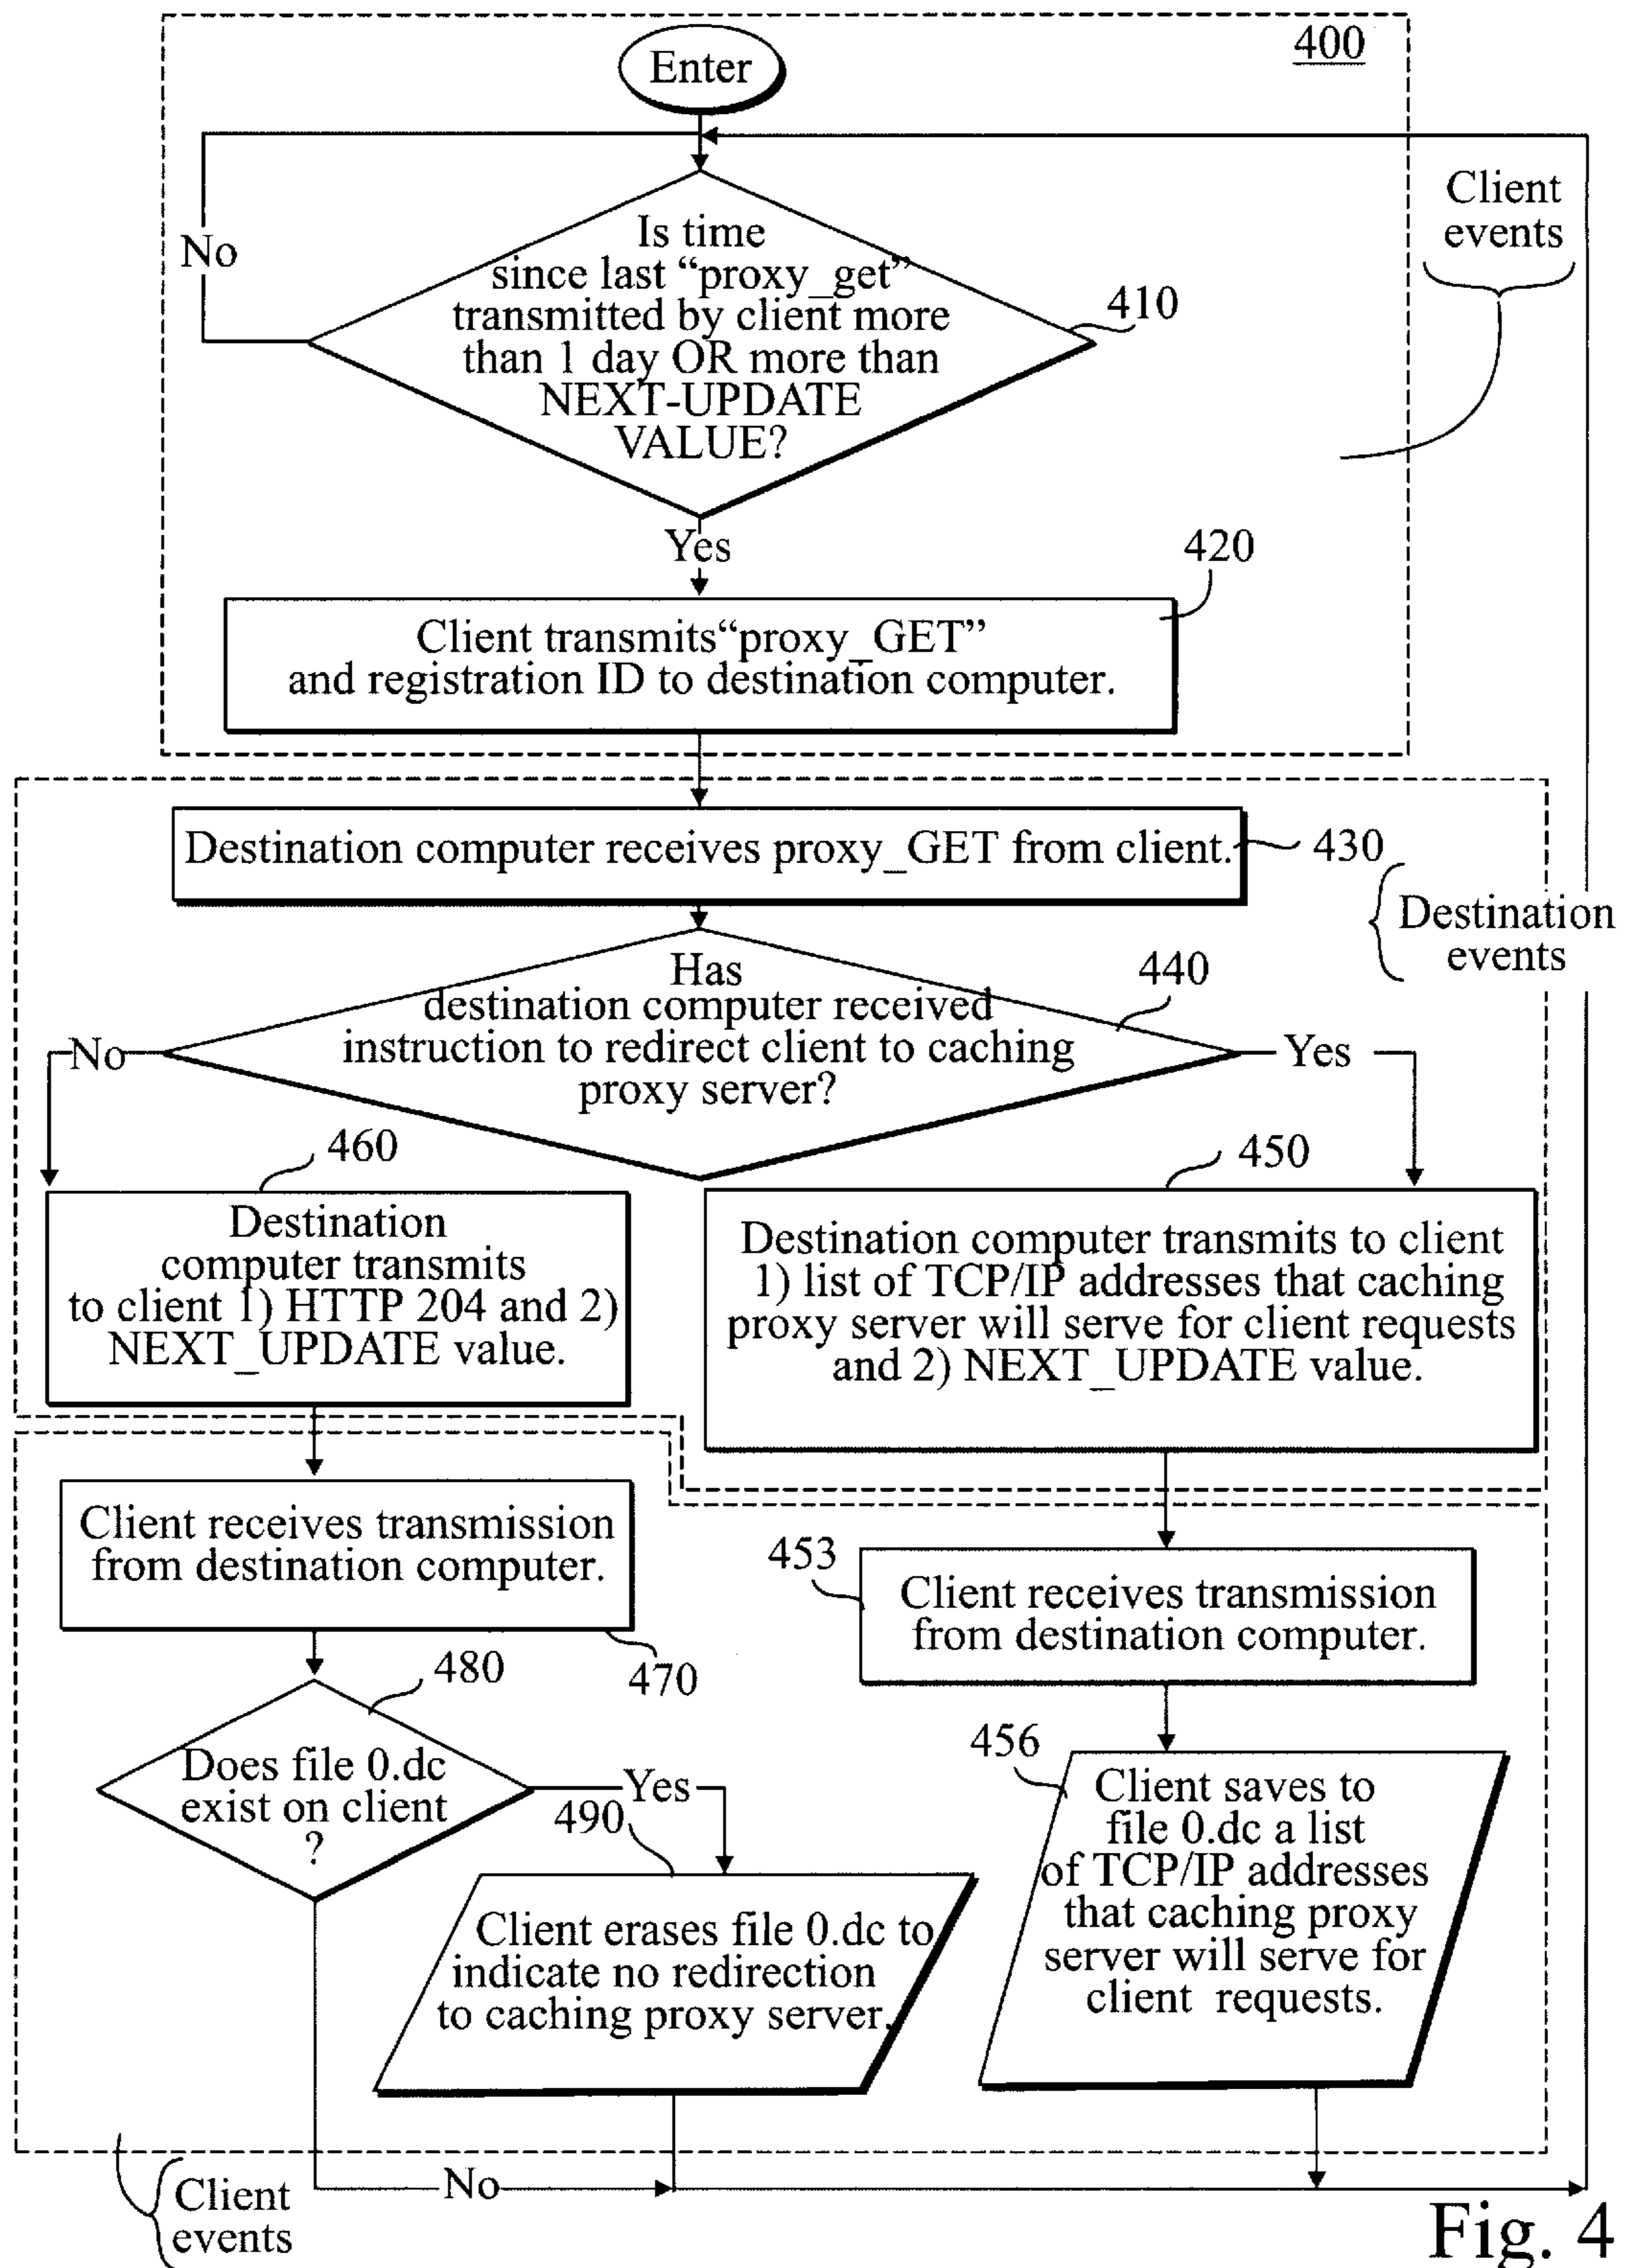 400
Enter
Client
events
No
Is time
since last “proxy_get”
transmitted by client more
than 1 day OR more than
NEXT-UPDATE
VALUE?
410
Yes
420
Client transmits“proxy_GET”
and registration ID to destination computer.
Destination computer receives proxy_GET from client.
430
Destination
events
Has
destination computer received
instruction to redirect client to caching
proxy server?
440
No
Yes
460
450
Destination
computer transmits
to client 1) HTTP 204 and 2)
NEXT_UPDATE value.
Destination computer transmits to client
1) list of TCP/IP addresses that caching
proxy server will serve for client requests
and 2) NEXT_UPDATE value.
Client receives transmission
from destination computer.
470
453
Client receives transmission
from destination computer.
480
Does file 0.dc
exist on client
?
Yes
490
Client erases file 0.dc to
indicate no redirection
to caching proxy server.
456
Client saves to
file 0.dc a list
of TCP/IP addresses
that caching proxy
server will serve for
client requests.
No
Client
events
Fig. 4